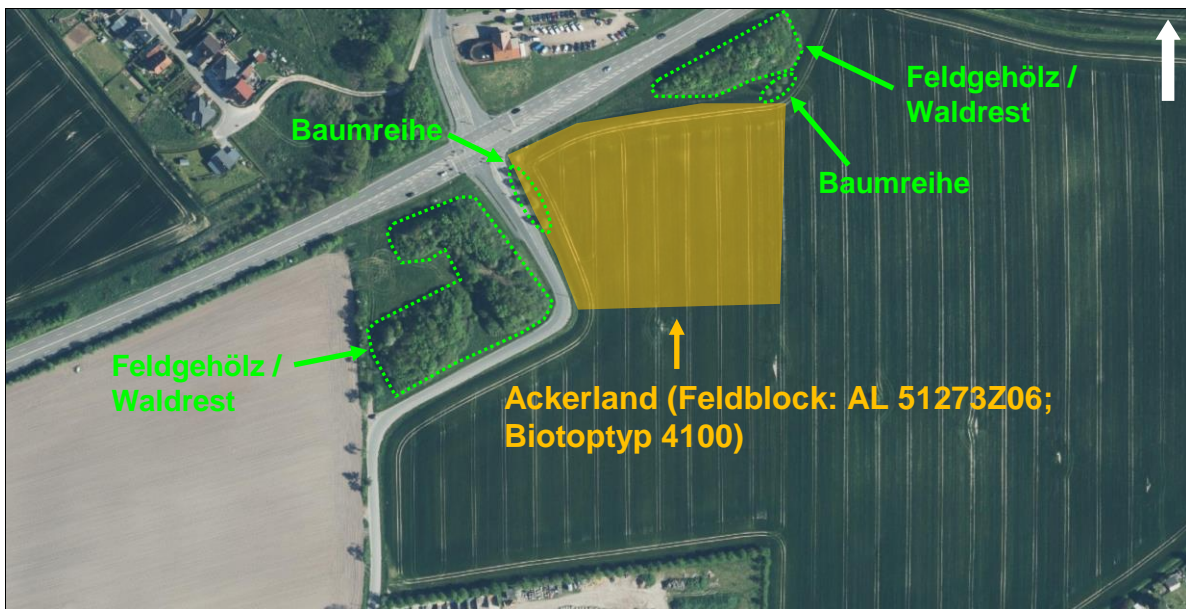 Feldgehölz /
Waldrest
Baumreihe
Baumreihe
Feldgehölz /
Waldrest
Ackerland (Feldblock: AL 51273Z06;
Biotoptyp 4100)